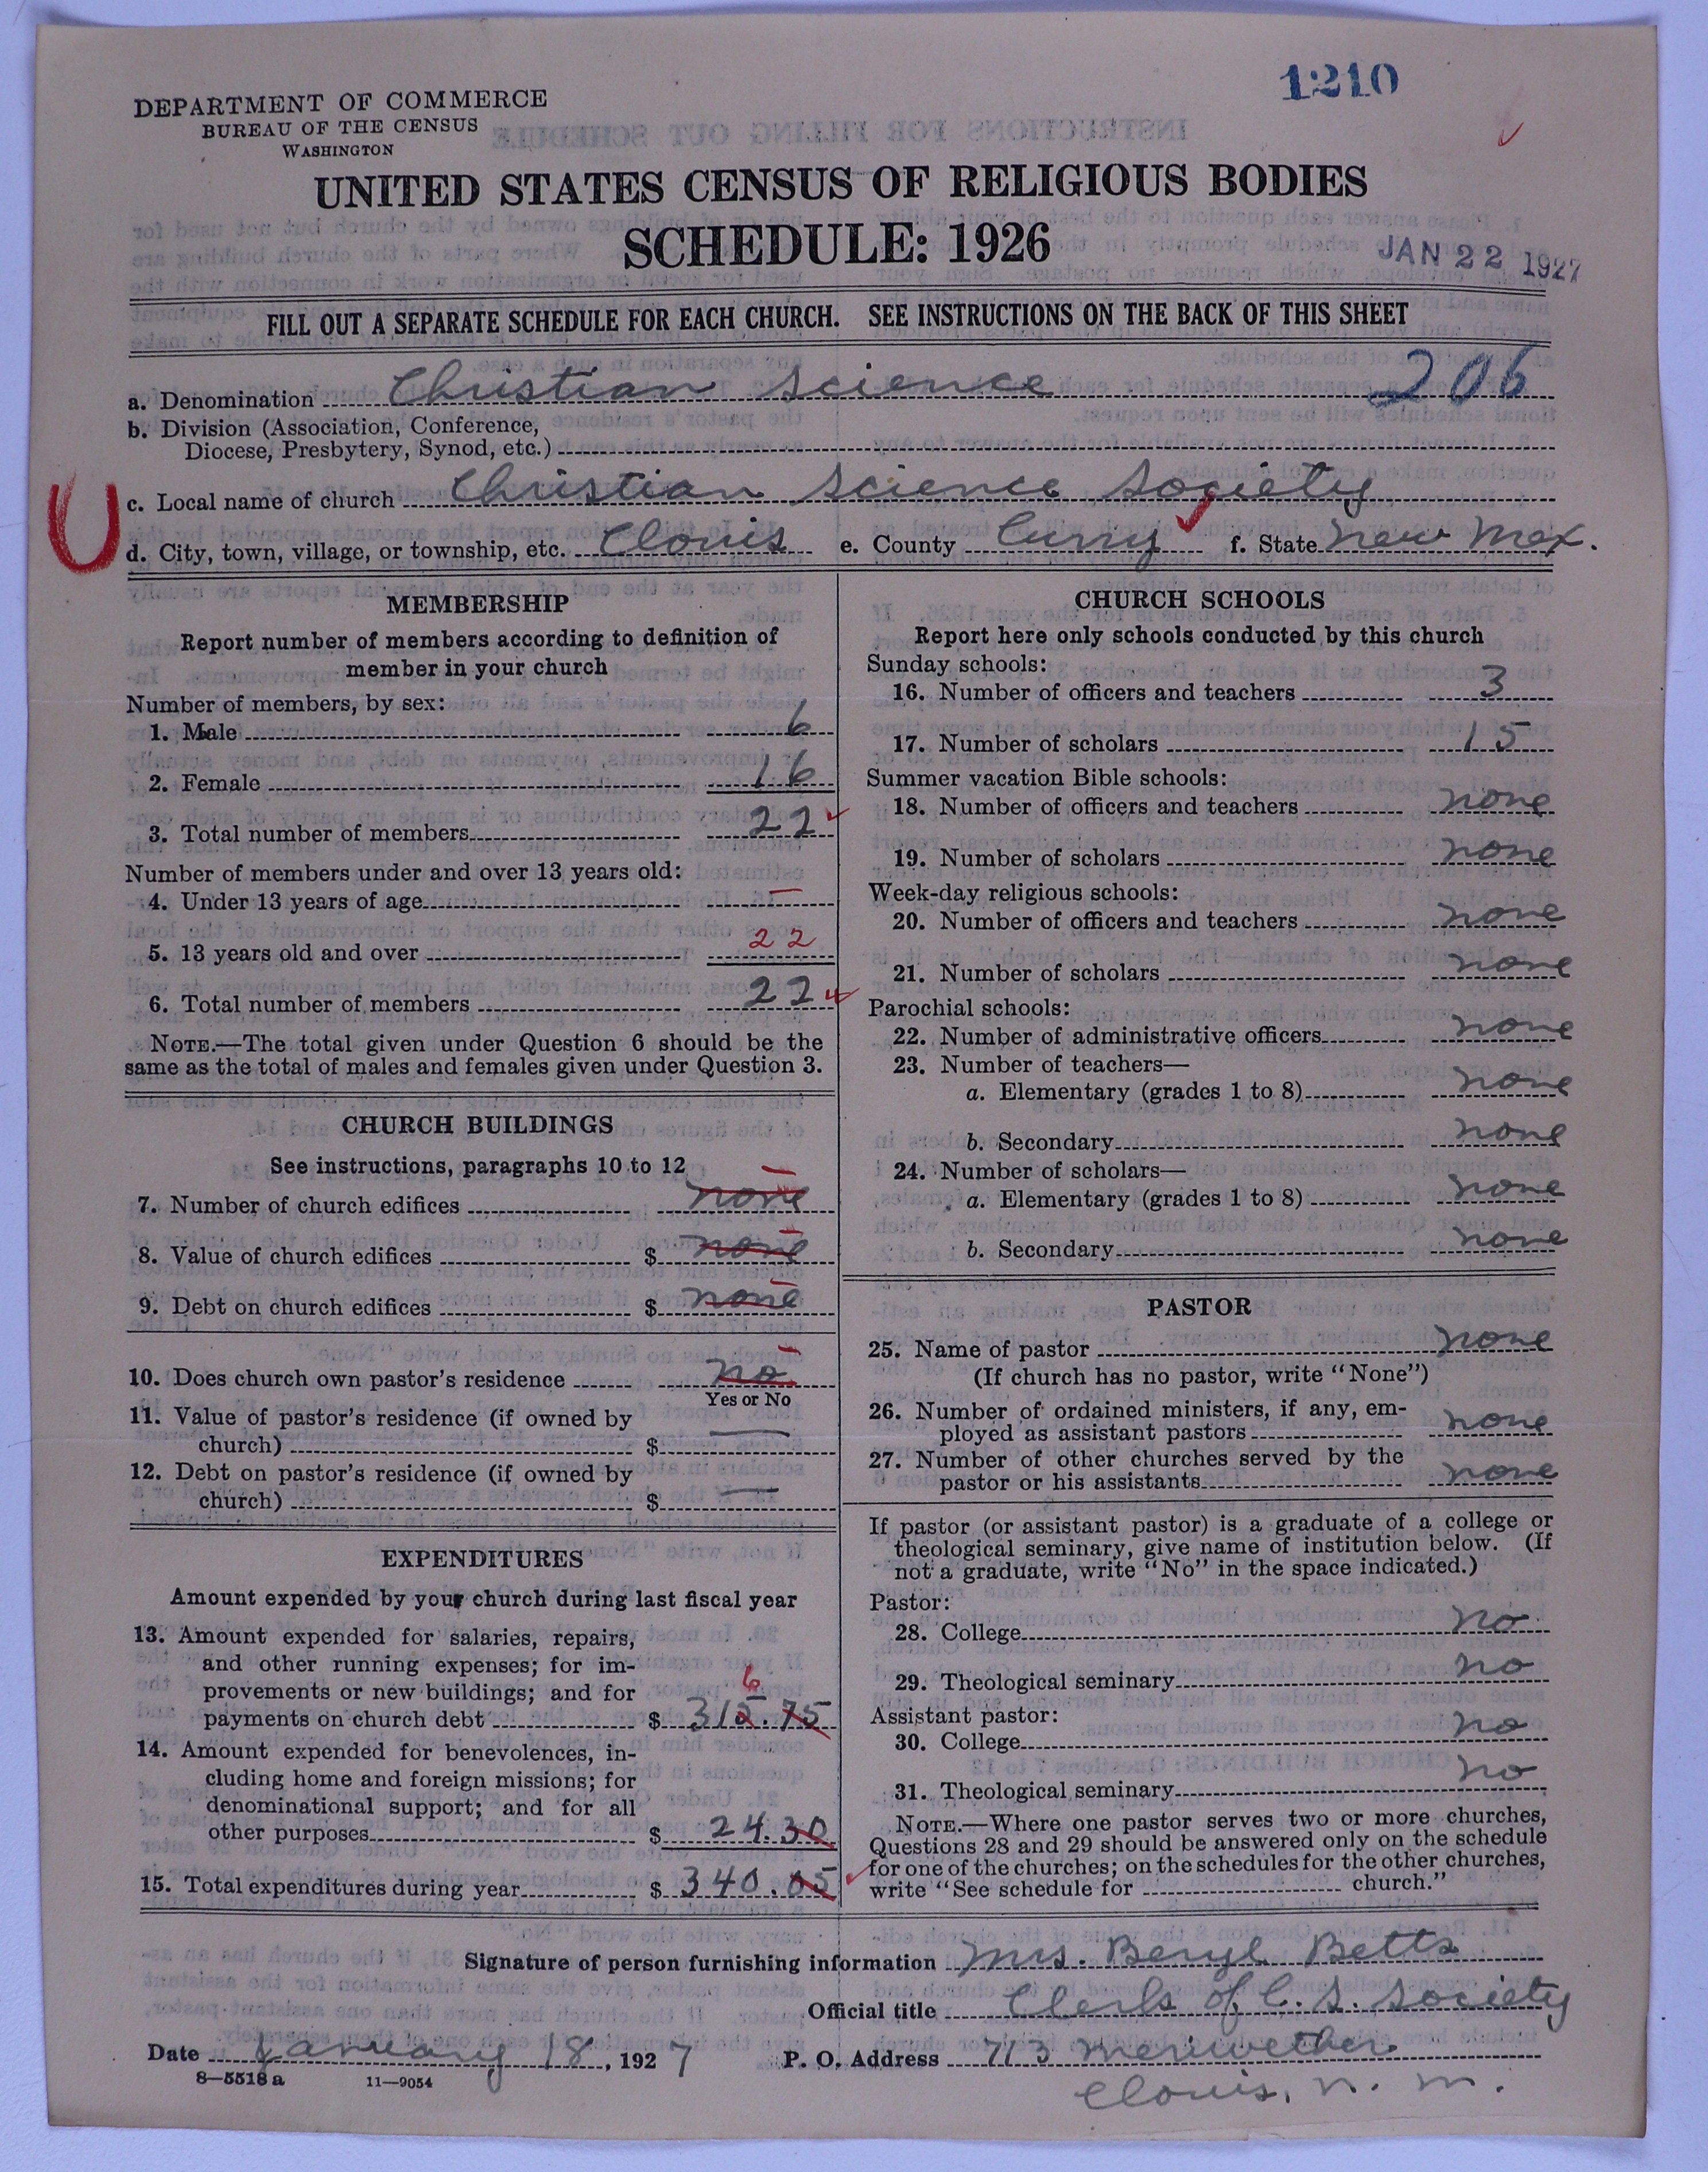 1210
DEPARTMENT OF COMMERCE
BUREAU OF THE CENSUS
WASHINGTON
UNITED STATES CENSUS OF RELIGIOUS BODIES
SCHEDULE: 1926
JAN 22 1927
FILL OUT A SEPARATE SCHEDULE FOR EACH CHURCH. SEE INSTRUCTIONS ON THE BACK OF THIS SHEET
206
a. Denomination Christian Science
b. Division (Association, Conference,
Diocese, Presbytery, Synod, etc.)
c. Local name of church Christian Science Society
d. City, town, village, or township, etc. Clovis e. County Curry f. State New Mex.
MEMBERSHIP
Report number of members according to definition of
member in your church
Number of members, by sex:
1. Male 6
2. Female 16
3. Total number of members 22
Number of members under and over 13 years old:
4. Under 13 years of age —
5. 13 years old and over 22
6. Total number of members 22
NOTE.—The total given under Question 6 should be the
same as the total of males and females given under Question 3.
CHURCH BUILDINGS
See instructions, paragraphs 10 to 12
7. Number of church edifices none —
8. Value of church edifices $ none —
9. Debt on church edifices $ none —
10. Does church own pastor's residence no —
Yes or No
11. Value of pastor's residence (if owned by
church) $ —
12. Debt on pastor's residence (if owned by
church) $ —
EXPENDITURES
Amount expended by your church during last fiscal year
13. Amount expended for salaries, repairs,
and other running expenses; for im-
provements or new buildings; and for
6
payments on church debt $ 315.75
14. Amount expended for benevolences, in-
cluding home and foreign missions; for
denominational support; and for all
other purposes $ 24.30
15. Total expenditures during year $ 340.05
CHURCH SCHOOLS
Report here only schools conducted by this church
Sunday schools:
16. Number of officers and teachers 3
17. Number of scholars 15
Summer vacation Bible schools:
18. Number of officers and teachers none
19. Number of scholars none
Week-day religious schools:
20. Number of officers and teachers none
21. Number of scholars none
Parochial schools:
22. Number of administrative officers none
23. Number of teachers—
a. Elementary (grades 1 to 8) none
b. Secondary none
24. Number of scholars—
a. Elementary (grades 1 to 8) none
b. Secondary none
PASTOR
25. Name of pastor none
(If church has no pastor, write "None")
26. Number of ordained ministers, if any, em-
ployed as assistant pastors none
27. Number of other churches served by the
pastor or his assistants none
If pastor (or assistant pastor) is a graduate of a college or
theological seminary, give name of institution below. (If
not a graduate, write "No" in the space indicated.)
Pastor:
28. College no
29. Theological seminary no
Assistant pastor:
30. College no
31. Theological seminary no
NOTE.—Where one pastor serves two or more churches,
Questions 28 and 29 should be answered only on the schedule
for one of the churches; on the schedules for the other churches,
write "See schedule for church."
Signature of person furnishing information Mrs. Beryl Betts
Official title Clerk of C. S. Society
Date January 18, 1927 P. O. Address 713 Meriwether
8—5518a 11—9054
Clovis, N. M.